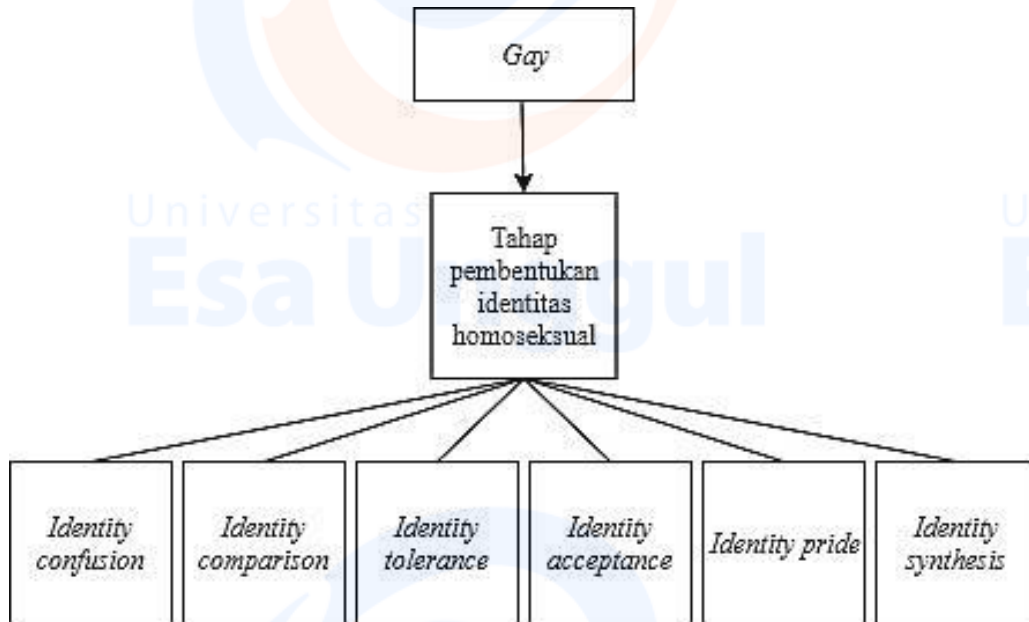 Gay
Universitas
Esa Unggul
Tahap
pembentukan
identitas
homoseksual
Identity
confusion
Identity
comparison
Identity
tolerance
Identity
acceptance
Identity pride
Identity
synthesis